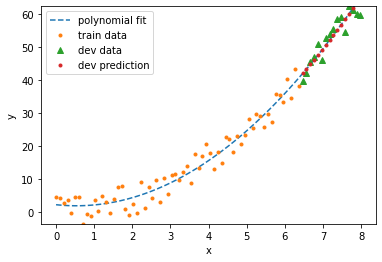 polynomial fit
train data
dev data
dev prediction
60
50
40
30
20
10
0
y
0 1 2 3 4 5 6 7 8
x